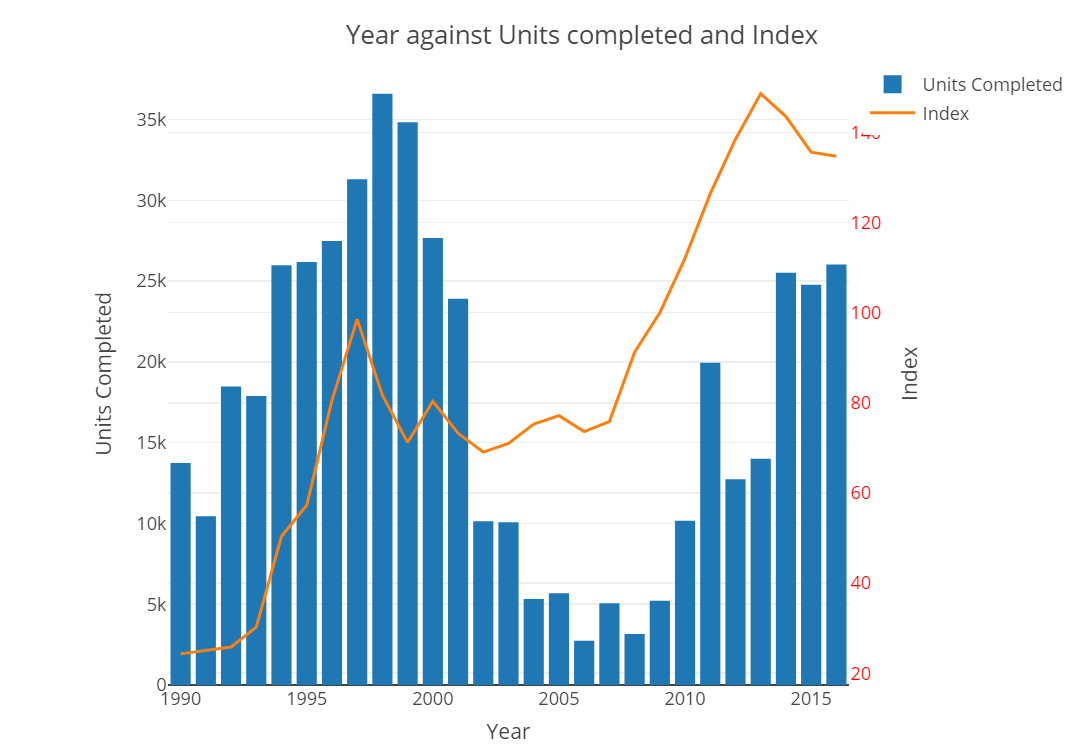 Year against Units completed and Index
Units Completed
Index
35k
30k
25k
20k
15k
10k
5k
0
140
120
100
80
60
40
20
Units Completed
Index
1990
1995
2000
2005
2010
2015
Year